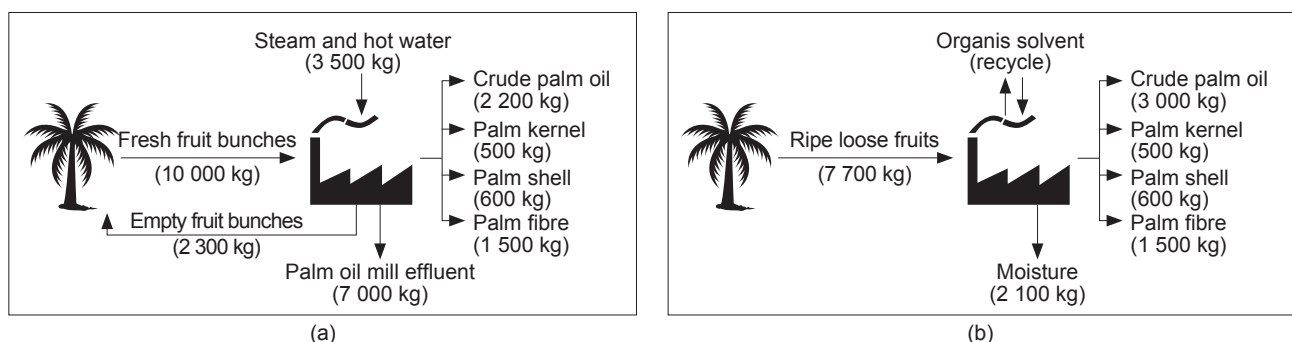 Steam and hot water
(3 500 kg)
Fresh fruit bunches
(10 000 kg)
Empty fruit bunches
(2 300 kg)
Palm oil mill effluent
(7 000 kg)
Crude palm oil
(2 200 kg)
Palm kernel
(500 kg)
Palm shell
(600 kg)
Palm fibre
(1 500 kg)
(a)
Organis solvent
(recycle)
Ripe loose fruits
(7 700 kg)
Moisture
(2 100 kg)
Crude palm oil
(3 000 kg)
Palm kernel
(500 kg)
Palm shell
(600 kg)
Palm fibre
(1 500 kg)
(b)